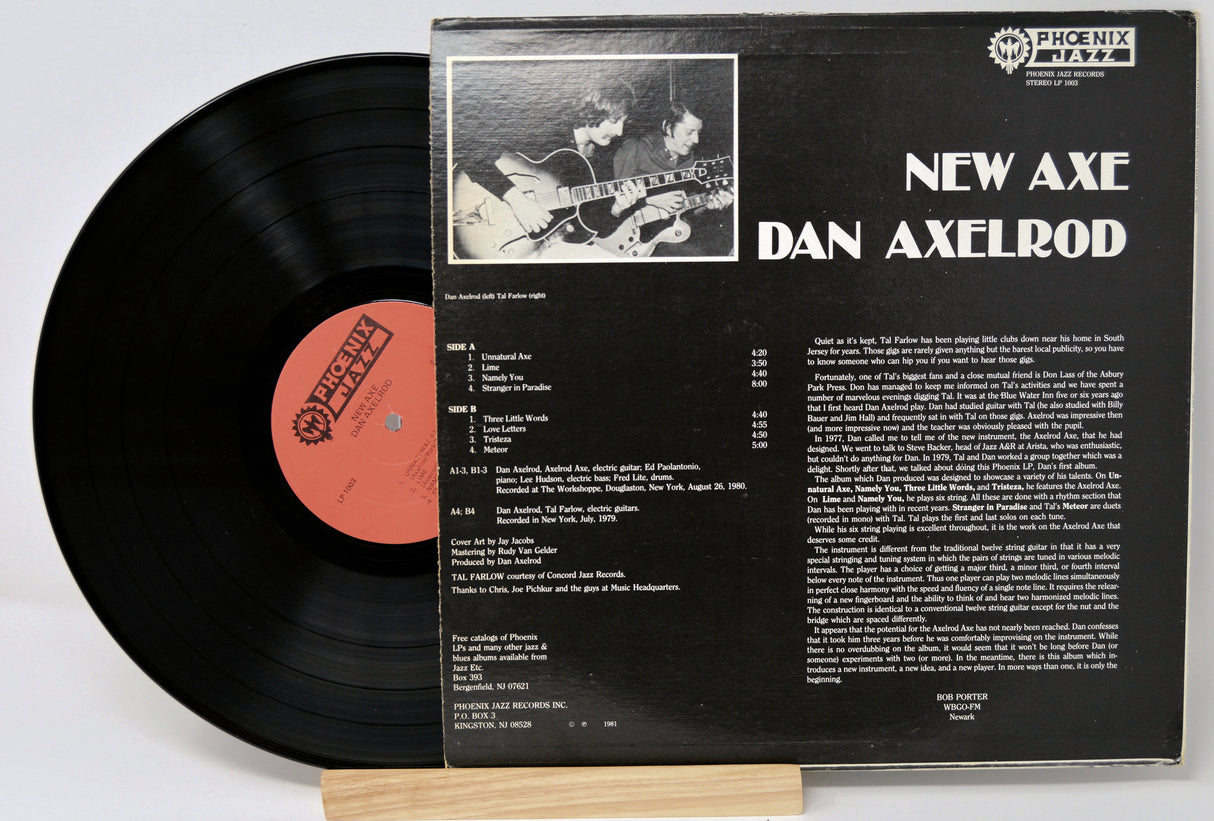 PHOENIX
JAZZ
PHOENIX JAZZ RECORDS
STEREO LP 1003
NEW AXE
DAN AXELROD
Dan Axelrod (left) Tal Farlow (right)
SIDE A
1. Unnatural Axe 4:20
2. Lime 3:50
3. Namely You 4:40
4. Stranger in Paradise 8:00
SIDE B
1. Three Little Words 4:40
2. Love Letters 4:55
3. Tristeza 4:50
4. Meteor 5:00
A1-3, B1-3 Dan Axelrod, Axelrod Axe, electric guitar; Ed Paolantonio,
piano; Lee Hudson, electric bass; Fred Lite, drums.
Recorded at The Workshoppe, Douglaston, New York, August 26, 1980.
A4; B4 Dan Axelrod, Tal Farlow, electric guitars.
Recorded in New York, July, 1979.
Cover Art by Jay Jacobs
Mastering by Rudy Van Gelder
Produced by Dan Axelrod
TAL FARLOW courtesy of Concord Jazz Records.
Thanks to Chris, Joe Pichkur and the guys at Music Headquarters.
Free catalogs of Phoenix
LPs and many other jazz &
blues albums available from
Jazz Etc.
Box 393
Bergenfield, NJ 07621
PHOENIX JAZZ RECORDS INC.
P.O. BOX 3
KINGSTON, NJ 08528 © ℗ 1981
Quiet as it's kept, Tal Farlow has been playing little clubs down near his home in South
Jersey for years. Those gigs are rarely given anything but the barest local publicity, so you have
to know someone who can hip you if you want to hear those gigs.
Fortunately, one of Tal's biggest fans and a close mutual friend is Don Lass of the Asbury
Park Press. Don has managed to keep me informed on Tal's activities and we have spent a
number of marvelous evenings digging Tal. It was at the Blue Water Inn five or six years ago
that I first heard Dan Axelrod play. Dan had studied guitar with Tal (he also studied with Billy
Bauer and Jim Hall) and frequently sat in with Tal on those gigs. Axelrod was impressive then
(and more impressive now) and the teacher was obviously pleased with the pupil.
In 1977, Dan called me to tell me of the new instrument, the Axelrod Axe, that he had
designed. We went to talk to Steve Backer, head of Jazz A&R at Arista, who was enthusiastic,
but couldn't do anything for Dan. In 1979, Tal and Dan worked a group together which was a
delight. Shortly after that, we talked about doing this Phoenix LP, Dan's first album.
The album which Dan produced was designed to showcase a variety of his talents. On Un-
natural Axe, Namely You, Three Little Words, and Tristeza, he features the Axelrod Axe.
On Lime and Namely You, he plays six string. All these are done with a rhythm section that
Dan has been playing with in recent years. Stranger in Paradise and Tal's Meteor are duets
(recorded in mono) with Tal. Tal plays the first and last solos on each tune.
While his six string playing is excellent throughout, it is the work on the Axelrod Axe that
deserves some credit.
The instrument is different from the traditional twelve string guitar in that it has a very
special stringing and tuning system in which the pairs of strings are tuned in various melodic
intervals. The player has a choice of getting a major third, a minor third, or fourth interval
below every note of the instrument. Thus one player can play two melodic lines simultaneously
in perfect close harmony with the speed and fluency of a single note line. It requires the relear-
ning of a new fingerboard and the ability to think of and hear two harmonized melodic lines.
The construction is identical to a conventional twelve string guitar except for the nut and the
bridge which are spaced differently.
It appears that the potential for the Axelrod Axe has not nearly been reached. Dan confesses
that it took him three years before he was comfortably improvising on the instrument. While
there is no overdubbing on the album, it would seem that it won't be long before Dan (or
someone) experiments with two (or more). In the meantime, there is this album which in-
troduces a new instrument, a new idea, and a new player. In more ways than one, it is only the
beginning.
BOB PORTER
WBGO-FM
Newark
PHOENIX
JAZZ
NEW AXE
DAN AXELROD
LP 1003